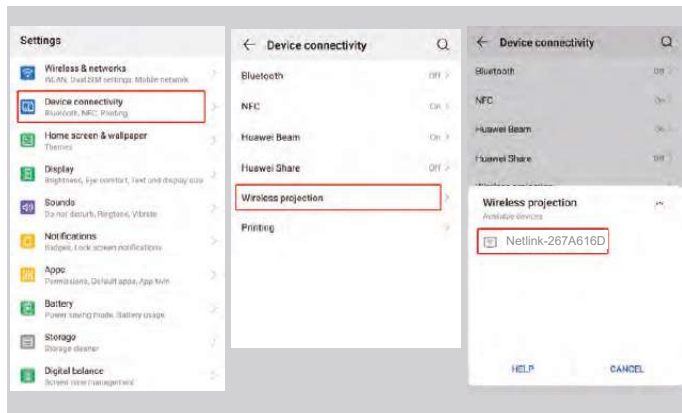 Settings
Wireless & networks
WLAN, Dual SIM settings, Mobile network
Device connectivity
Bluetooth, NFC, Printing
Home screen & wallpaper
Themes
Display
Brightness, Eye comfort, Text and display size
Sounds
Do not disturb, Ringtone, Vibrate
Notifications
Badges, Lock screen notifications
Apps
Permissions, Default apps, App twin
Battery
Power saving mode, Battery usage
Storage
Storage cleaner
Digital balance
Screen time management
Device connectivity
Bluetooth Off
NFC On
Huawei Beam On
Huawei Share Off
Wireless projection
Printing
Device connectivity
Bluetooth Off
NFC On
Huawei Beam On
Huawei Share Off
Wireless projection
Available devices
Netlink-267A616D
HELP CANCEL